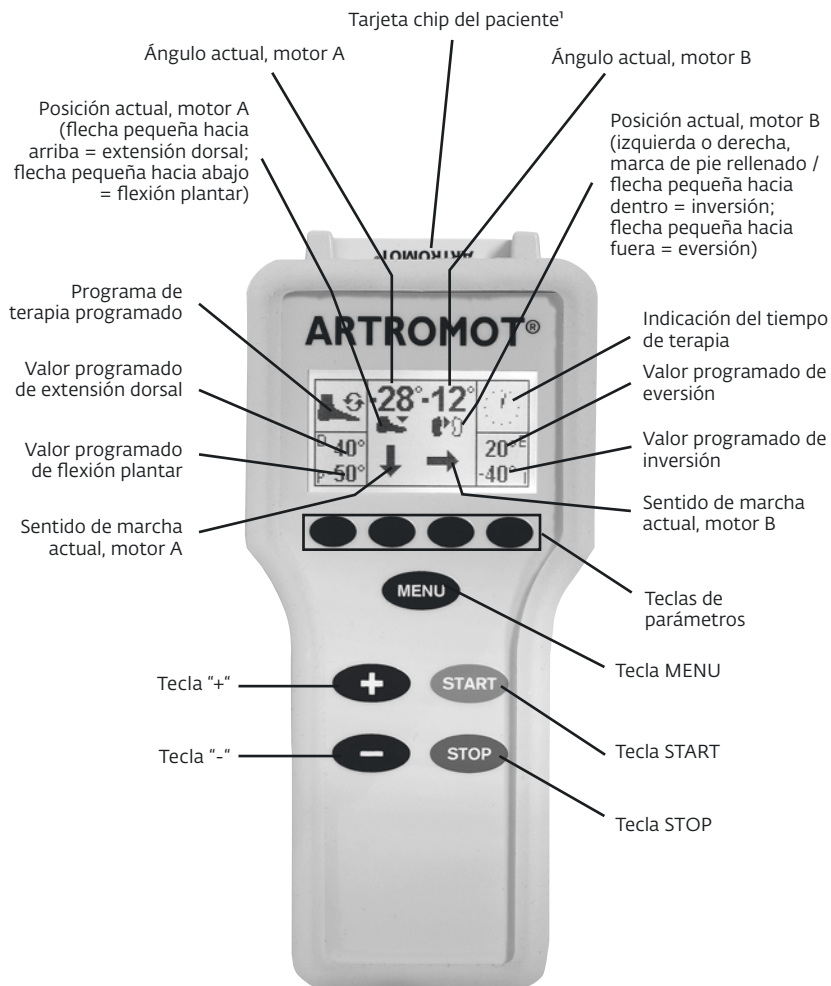 Tarjeta chip del paciente¹
Ángulo actual, motor A
Ángulo actual, motor B
Posición actual, motor A
(flecha pequeña hacia
arriba = extensión dorsal;
flecha pequeña hacia abajo
= flexión plantar)
Posición actual, motor B
(izquierda o derecha,
marca de pie rellenado /
flecha pequeña hacia
dentro = inversión;
flecha pequeña hacia
fuera = eversión)
ARTROMOT®
Programa de
terapia programado
ARTROMOT®
Indicación del tiempo
de terapia
Valor programado
de extensión dorsal
Valor programado de
eversión
-28° -12°
D 40°
20° E
P 50°
-40° I
Valor programado
de flexión plantar
Valor programado de
inversión
Sentido de marcha
actual, motor A
Sentido de marcha
actual, motor B
Teclas de
parámetros
MENU
Tecla MENU
Tecla "+"
+
START
Tecla "-"
-
STOP
Tecla START
Tecla STOP